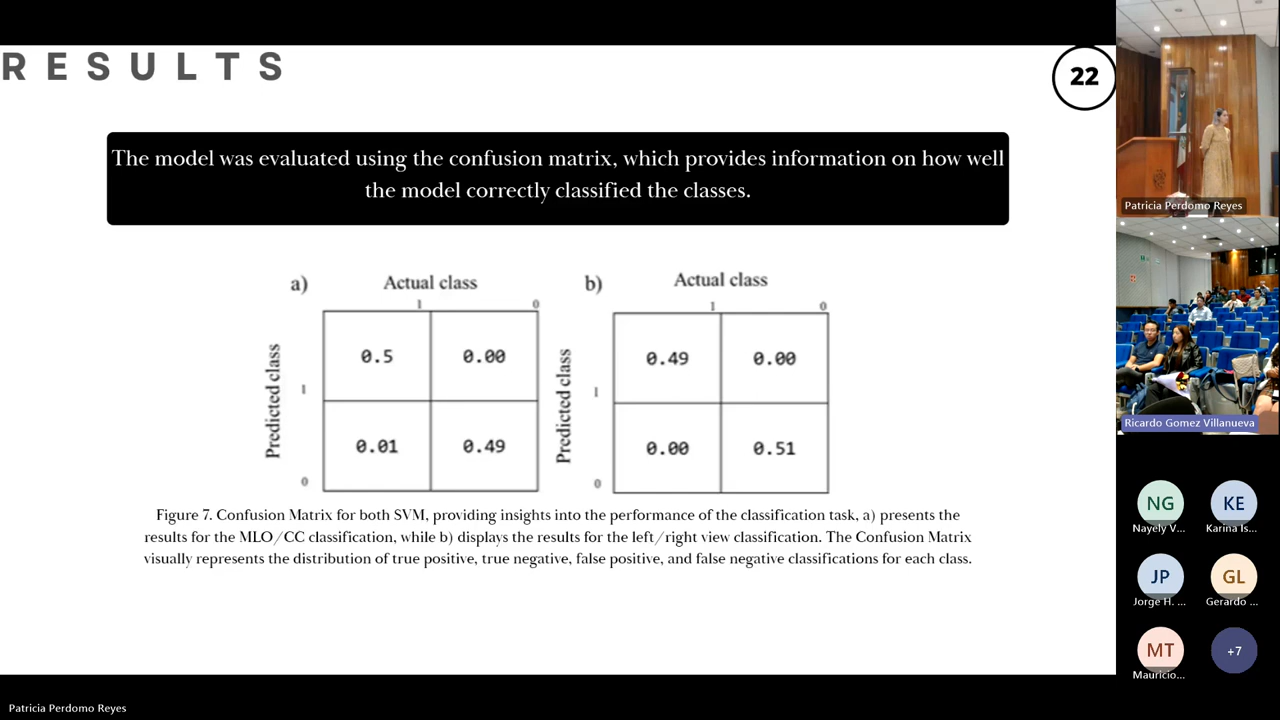 RESULTS
22
The model was evaluated using the confusion matrix, which provides information on how well
the model correctly classified the classes.
a)
Actual class
1
0
Predicted class
1
0
0.5
0.00
0.01
0.49
b)
Actual class
1
0
Predicted class
1
0
0.49
0.00
0.00
0.51
Figure 7. Confusion Matrix for both SVM, providing insights into the performance of the classification task, a) presents the
results for the MLO/CC classification, while b) displays the results for the left/right view classification. The Confusion Matrix
visually represents the distribution of true positive, true negative, false positive, and false negative classifications for each class.
Patricia Perdomo Reyes
Ricardo Gomez Villanueva
NG
Nayely V...
KE
Karina Is...
JP
Jorge H. ...
GL
Gerardo ...
MT
Mauricio...
+7
Patricia Perdomo Reyes